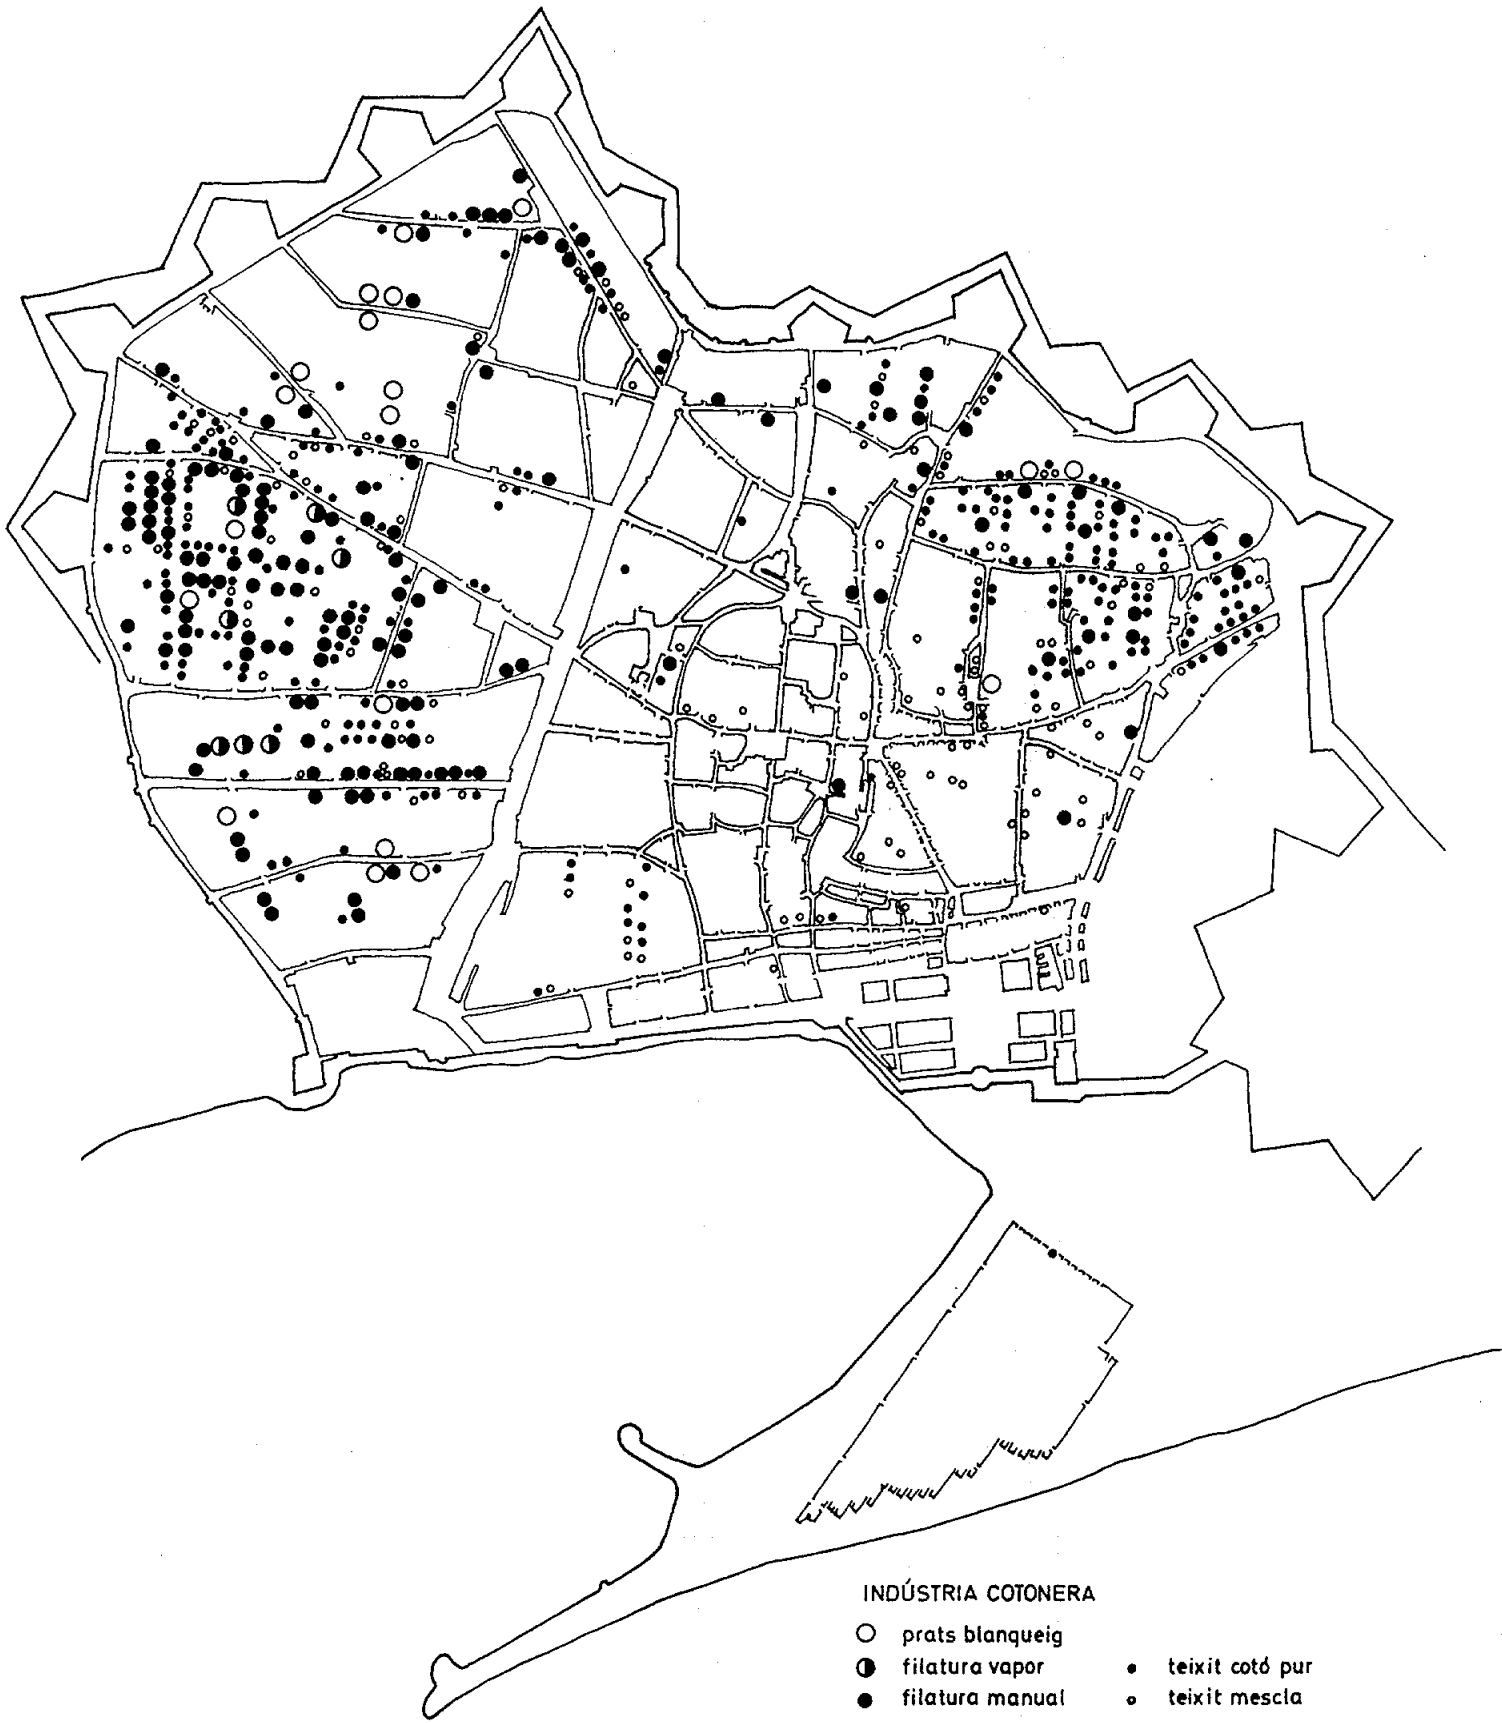 INDÚSTRIA COTONERA
prats blanqueig
filatura vapor
filatura manual
teixit cotó pur
teixit mescla